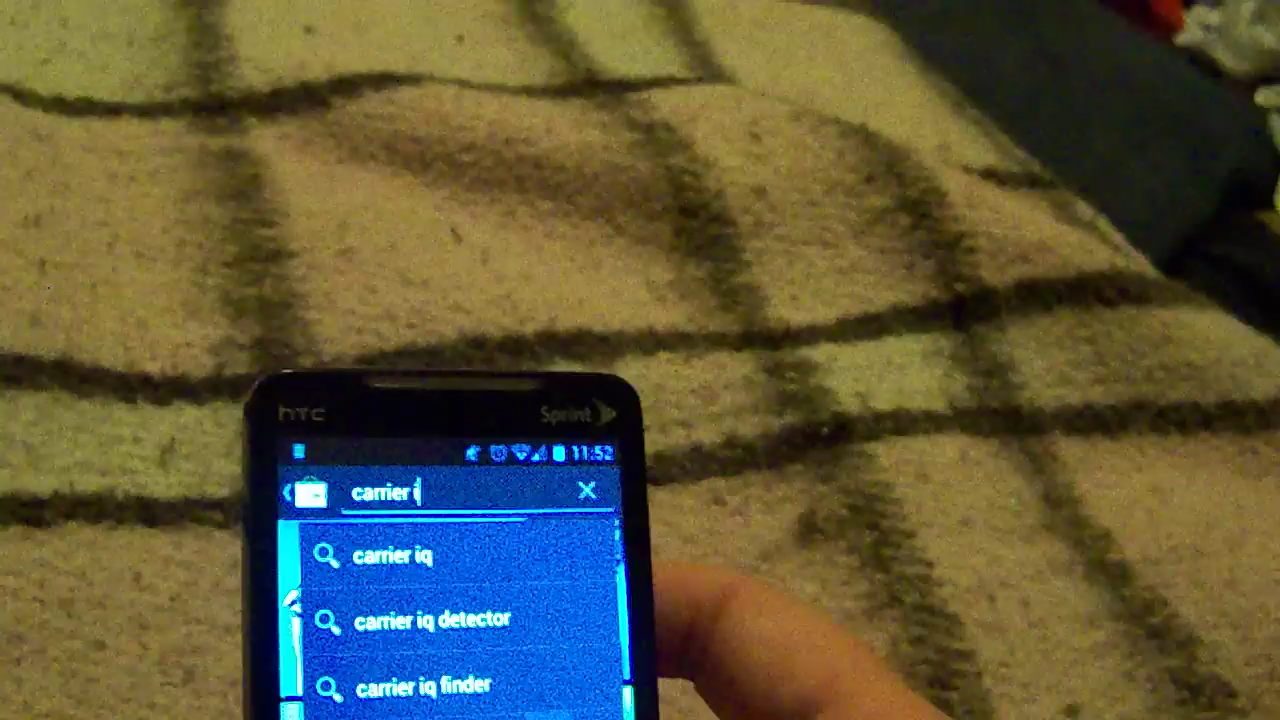 hTC Sprint
11:52
carrier i
carrier iq
carrier iq detector
carrier iq finder